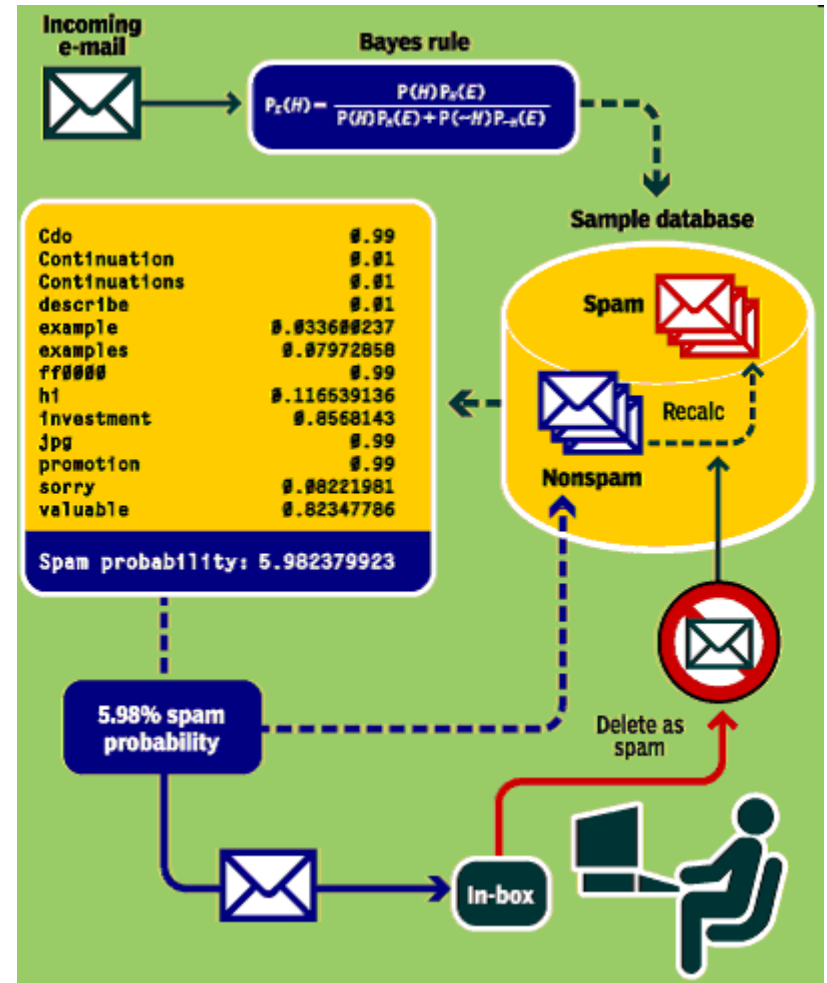 Incoming
e-mail
Bayes rule
P_E(H) = P(H) P_H(E)
P(H) P_H(E) + P(~H) P_~H(E)
Sample database
Spam
Recalc
Nonspam
Cdo 0.99
Continuation 0.01
Continuations 0.01
describe 0.01
example 0.033600237
examples 0.07972858
ff0000 0.99
hi 0.116539136
investment 0.8568143
jpg 0.99
promotion 0.99
sorry 0.08221981
valuable 0.82347786
Spam probability: 5.982379923
5.98% spam
probability
Delete as
spam
In-box